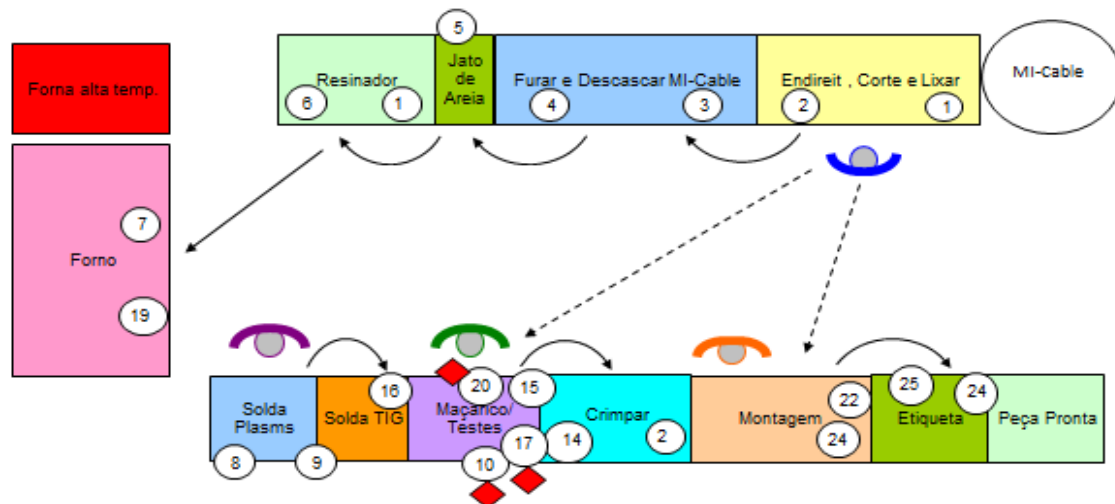 5
Forna alta temp.
Resinador
6
1
Jato
de
Areia
Furar e Descascar MI-Cable
4
3
Endireit , Corte e Lixar
2
1
MI-Cable
7
Forno
19
Solda
Plasms
8
9
Solda TIG
16
Maçarico/
Testes
20
15
10
17
Crimpar
14
2
Montagem
22
24
Etiqueta
25
24
Peça Pronta